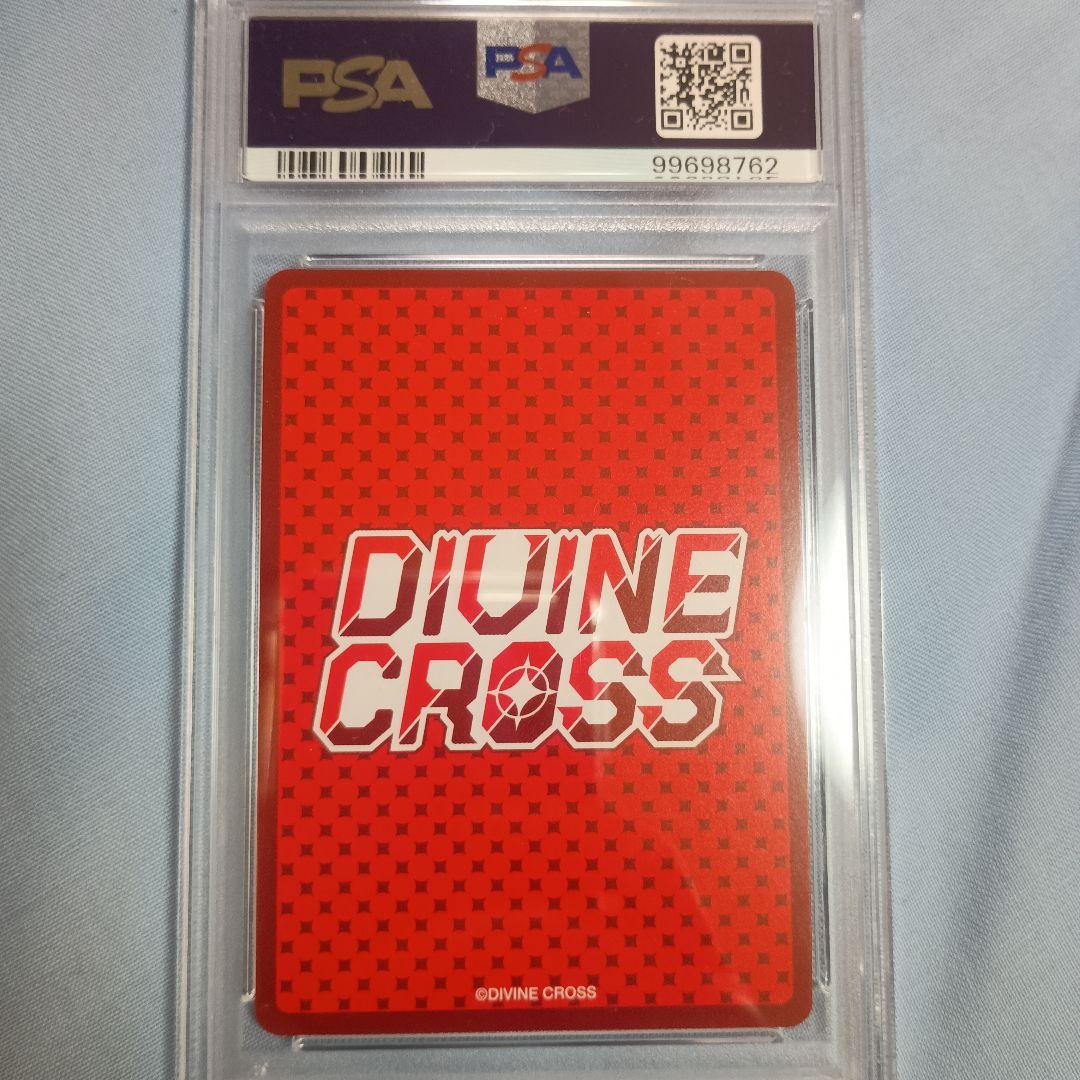 PSA
PSA
99698762
DIVINE
CROSS
©DIVINE CROSS